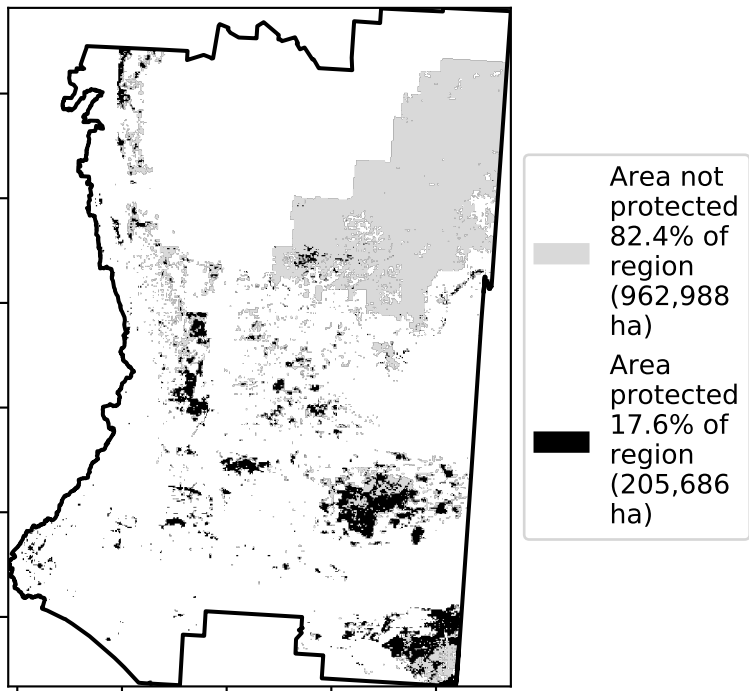 Area not
protected
82.4% of
region
(962,988
ha)
Area
protected
17.6% of
region
(205,686
ha)